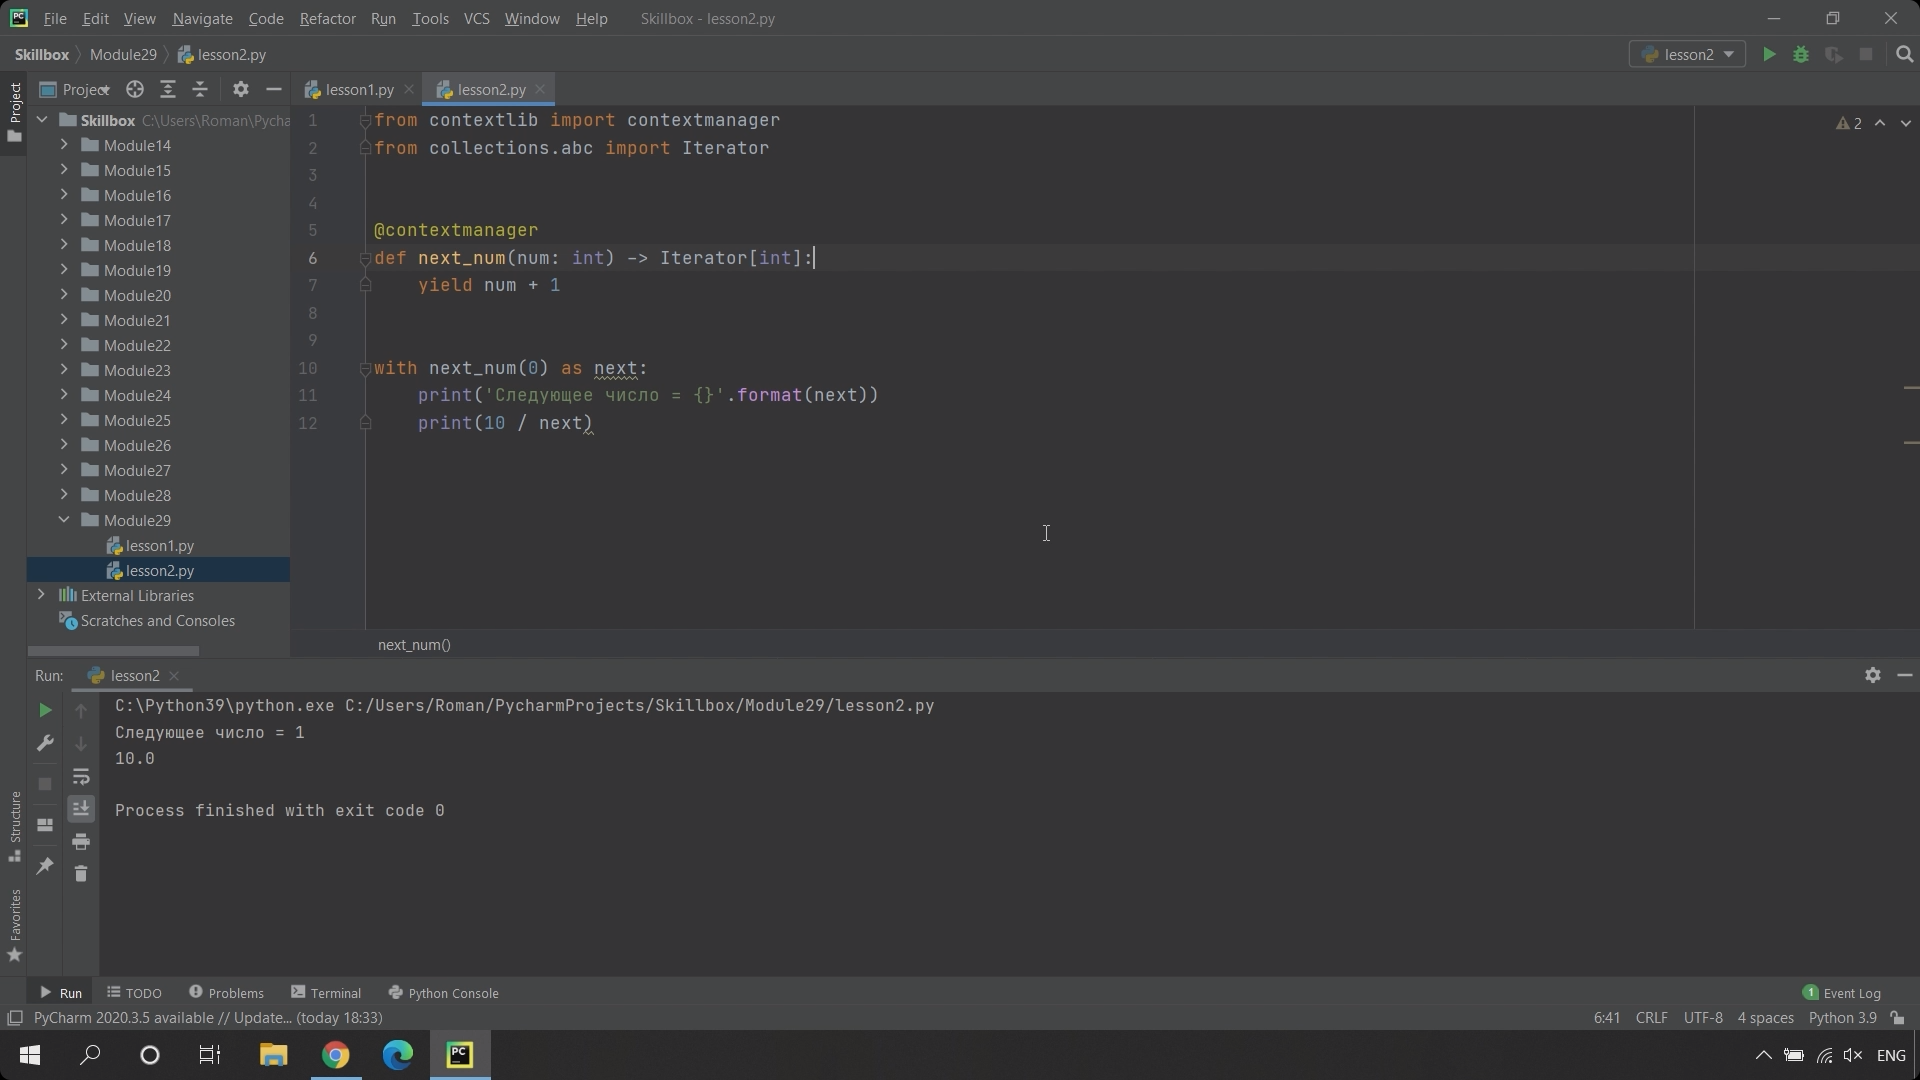 File Edit View Navigate Code Refactor Run Tools VCS Window Help Skillbox - lesson2.py
Skillbox Module29 lesson2.py lesson2
Project lesson1.py lesson2.py
Project
Skillbox C:\Users\Roman\Pycha
Module14
Module15
Module16
Module17
Module18
Module19
Module20
Module21
Module22
Module23
Module24
Module25
Module26
Module27
Module28
Module29
lesson1.py
lesson2.py
External Libraries
Scratches and Consoles
2
1 from contextlib import contextmanager
2 from collections.abc import Iterator
3
4
5 @contextmanager
6 def next_num(num: int) -> Iterator[int]:
7     yield num + 1
8
9
10 with next_num(0) as next:
11     print('Следующее число = {}'.format(next))
12     print(10 / next)
next_num()
Run: lesson2
C:\Python39\python.exe C:/Users/Roman/PycharmProjects/Skillbox/Module29/lesson2.py
Следующее число = 1
10.0
Process finished with exit code 0
Structure
Favorites
Run TODO Problems Terminal Python Console 1 Event Log
PyCharm 2020.3.5 available // Update... (today 18:33) 6:41 CRLF UTF-8 4 spaces Python 3.9
PC ENG